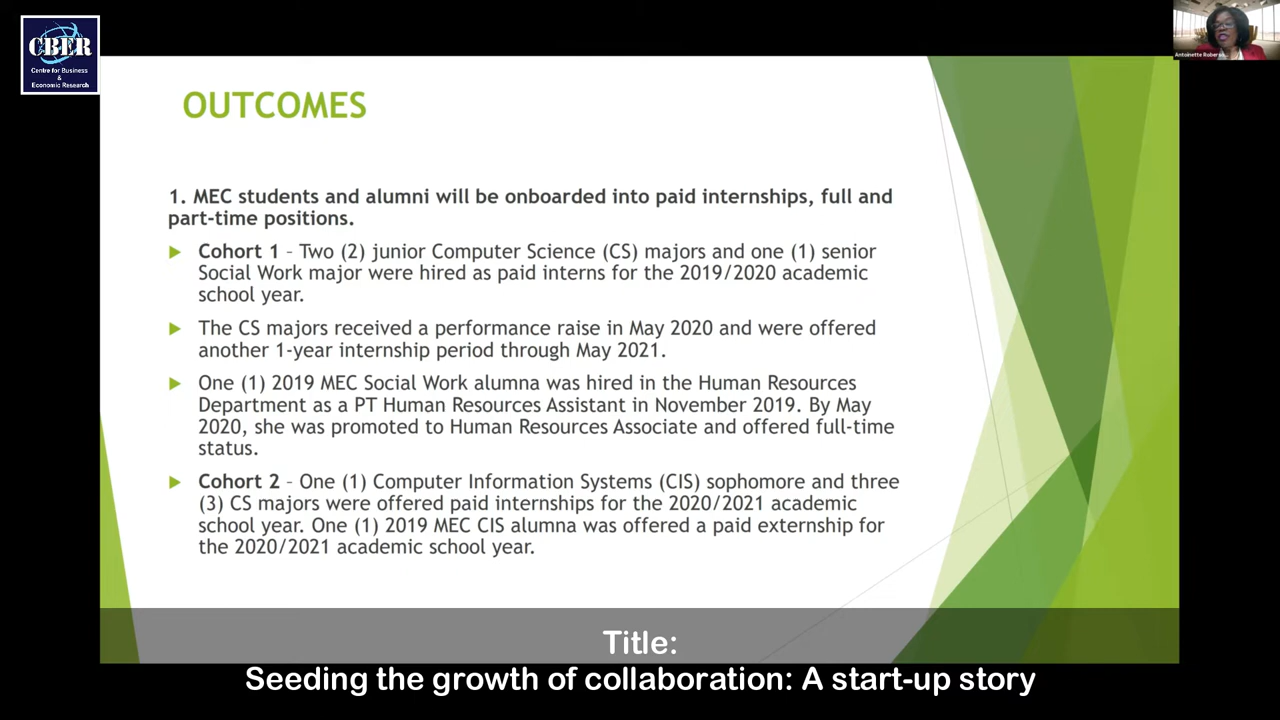 CBER
Centre for Business
&
Economic Research
OUTCOMES
1. MEC students and alumni will be onboarded into paid internships, full and
part-time positions.
Cohort 1 – Two (2) junior Computer Science (CS) majors and one (1) senior
Social Work major were hired as paid interns for the 2019/2020 academic
school year.
The CS majors received a performance raise in May 2020 and were offered
another 1-year internship period through May 2021.
One (1) 2019 MEC Social Work alumna was hired in the Human Resources
Department as a PT Human Resources Assistant in November 2019. By May
2020, she was promoted to Human Resources Associate and offered full-time
status.
Cohort 2 – One (1) Computer Information Systems (CIS) sophomore and three
(3) CS majors were offered paid internships for the 2020/2021 academic
school year. One (1) 2019 MEC CIS alumna was offered a paid externship for
the 2020/2021 academic school year.
Title:
Seeding the growth of collaboration: A start-up story
Antoinette